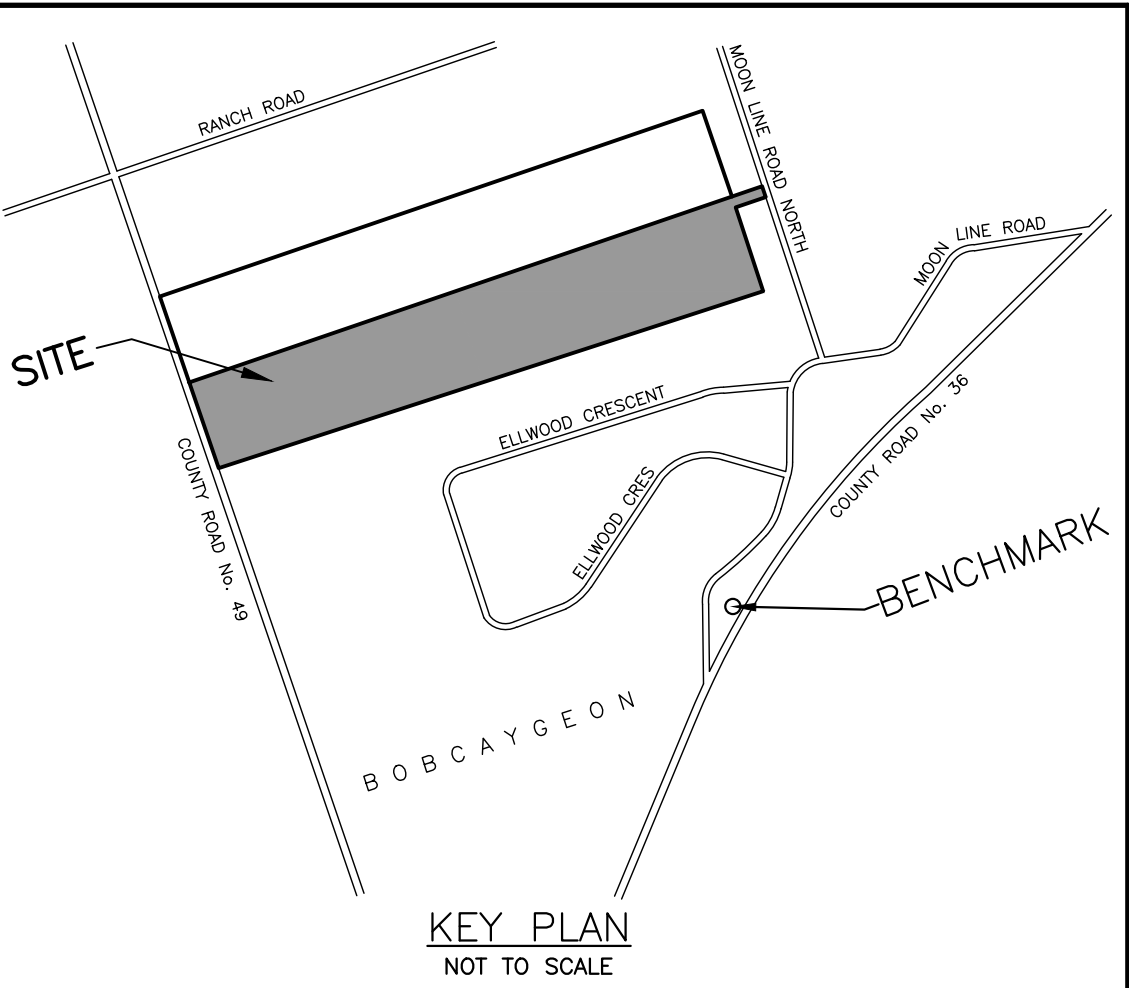 RANCH ROAD
MOON LINE ROAD NORTH
MOON LINE ROAD
SITE
ELLWOOD CRESCENT
COUNTY ROAD No. 36
COUNTY ROAD No. 49
ELLWOOD CRES
BENCHMARK
BOBCAYGEON
KEY PLAN
NOT TO SCALE